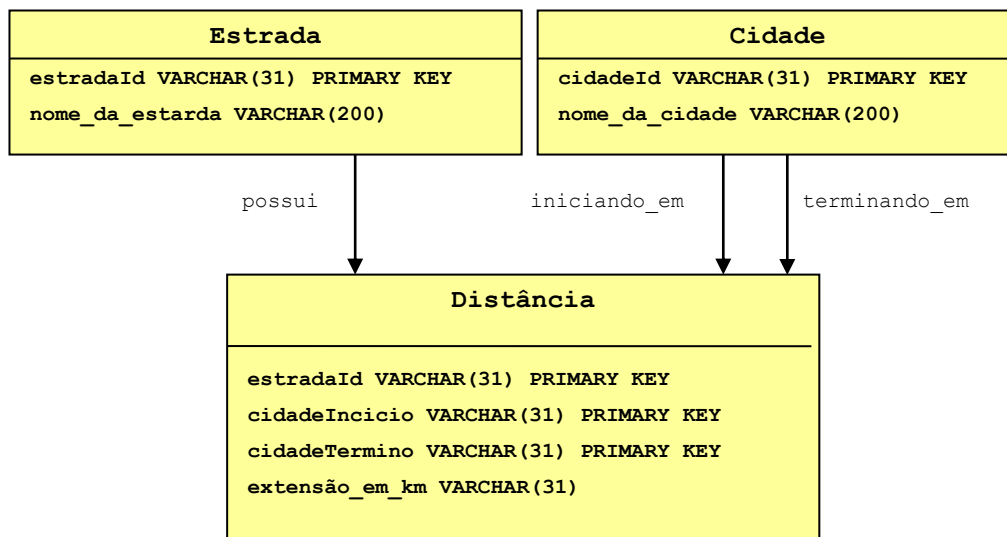 Estrada
estradaId VARCHAR(31) PRIMARY KEY
nome_da_estarda VARCHAR(200)
Cidade
cidadeId VARCHAR(31) PRIMARY KEY
nome_da_cidade VARCHAR(200)
possui
iniciando_em
terminando_em
Distância
estradaId VARCHAR(31) PRIMARY KEY
cidadeIncicio VARCHAR(31) PRIMARY KEY
cidadeTermino VARCHAR(31) PRIMARY KEY
extensão_em_km VARCHAR(31)